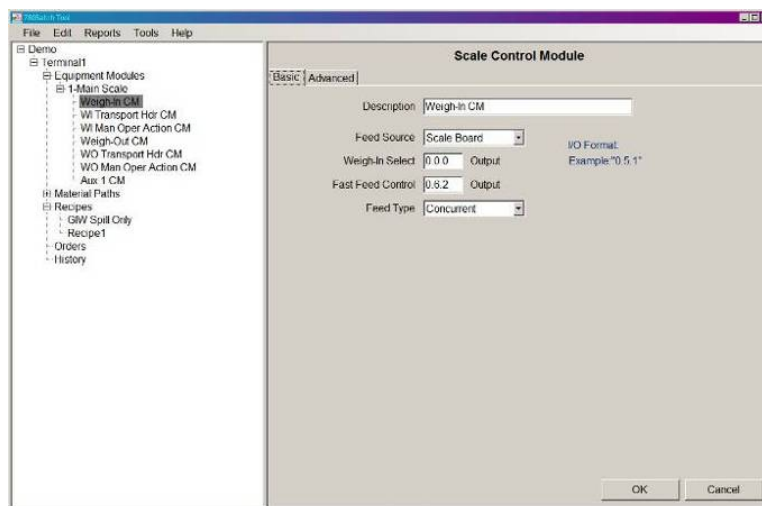 780Batch Tool
File Edit Reports Tools Help
Demo
Terminal1
Equipment Modules
1-Main Scale
Weigh-In CM
WI Transport Hdr CM
WI Man Oper Action CM
Weigh-Out CM
WO Transport Hdr CM
WO Man Oper Action CM
Aux 1 CM
Material Paths
Recipes
GIW Spill Only
Recipe1
Orders
History
Scale Control Module
Basic Advanced
Description Weigh-In CM
Feed Source Scale Board
I/O Format:
Weigh-In Select 0.0.0 Output
Example:"0.5.1"
Fast Feed Control 0.6.2 Output
Feed Type Concurrent
OK Cancel